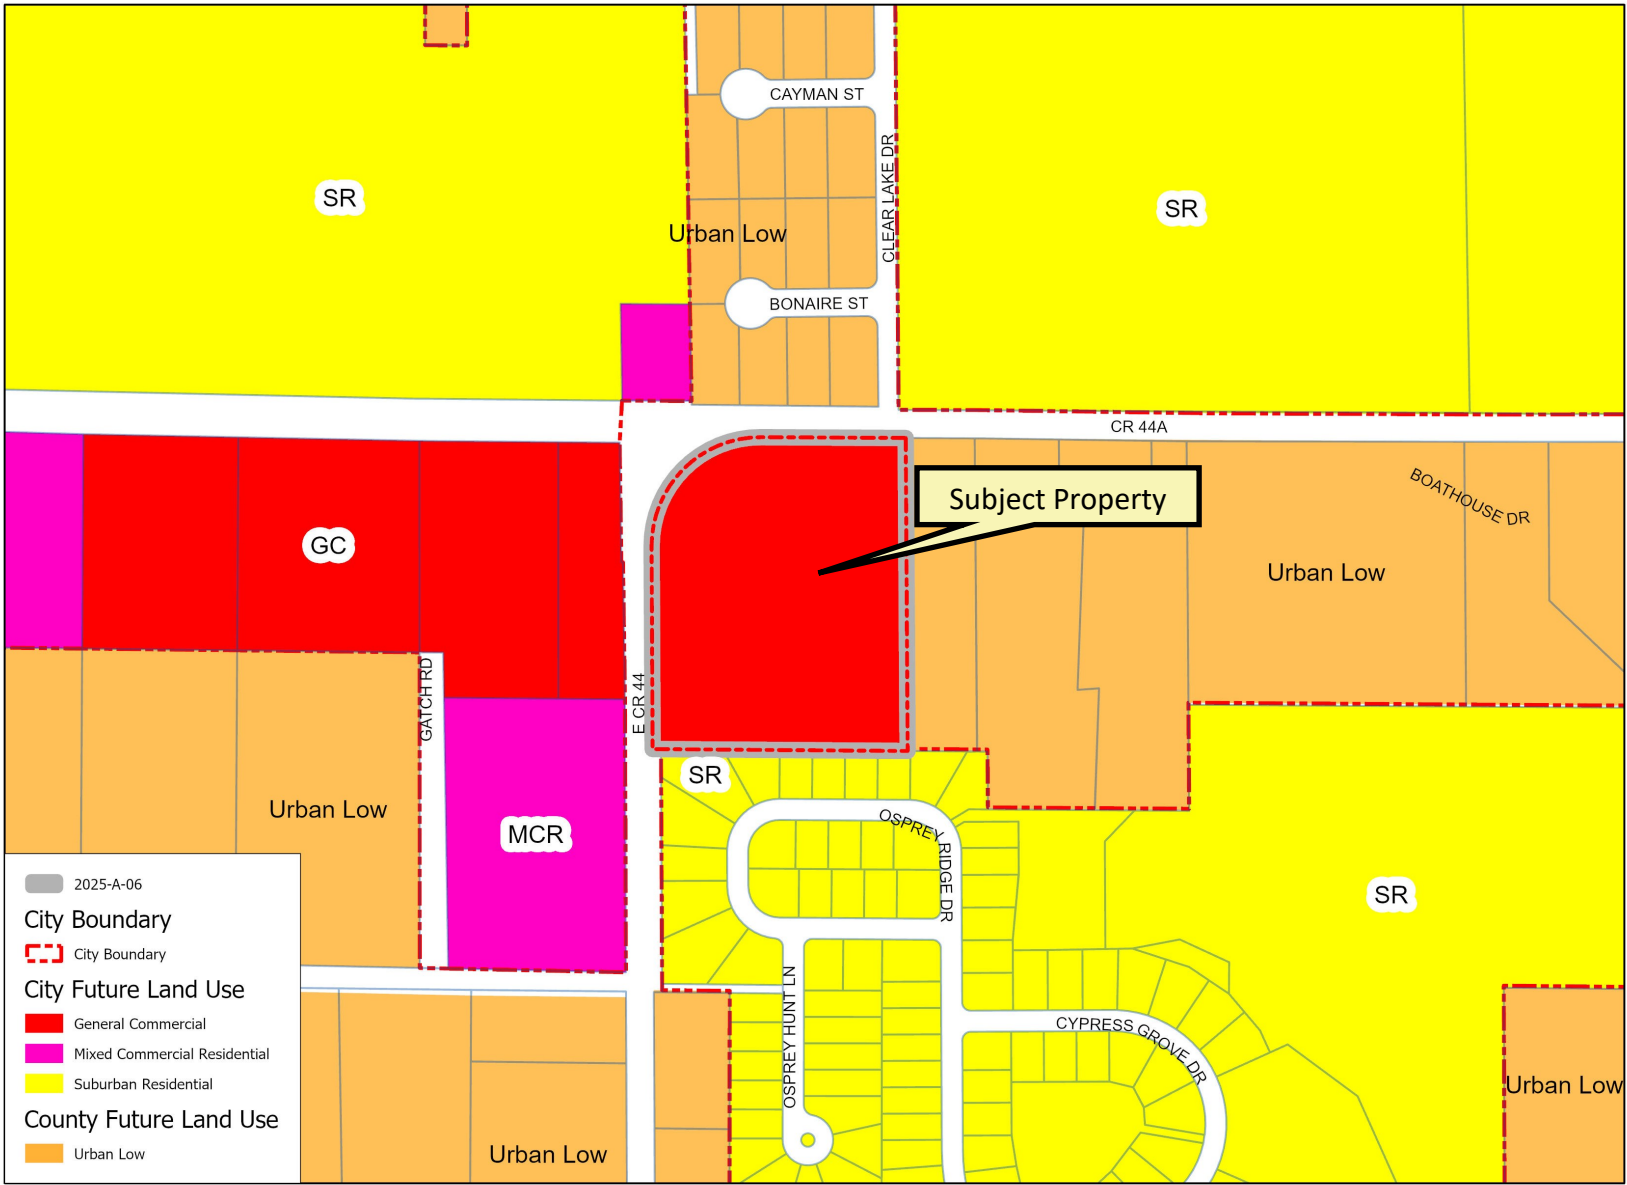 CAYMAN ST
CLEAR LAKE DR
SR
SR
Urban Low
BONAIRE ST
CR 44A
Subject Property
BOATHOUSE DR
GC
Urban Low
GATCH RD
E CR 44
SR
Urban Low
MCR
OSPREY RIDGE DR
SR
OSPREY HUNT LN
CYPRESS GROVE DR
Urban Low
Urban Low
2025-A-06
City Boundary
City Boundary
City Future Land Use
General Commercial
Mixed Commercial Residential
Suburban Residential
County Future Land Use
Urban Low